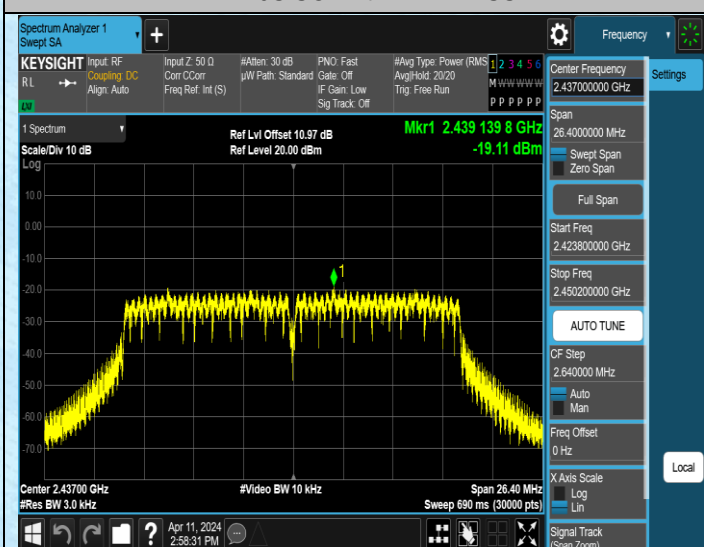 Spectrum Analyzer 1
Swept SA
+
Frequency
KEYSIGHT
RL
LXI
Input: RF
Coupling: DC
Align: Auto
Input Z: 50 Ω
Corr CCorr
Freq Ref: Int (S)
#Atten: 30 dB
µW Path: Standard
PNO: Fast
Gate: Off
IF Gain: Low
Sig Track: Off
#Avg Type: Power (RMS
Avg|Hold: 20/20
Trig: Free Run
1 2 3 4 5 6
M W W W W W
P P P P P P
1 Spectrum
Scale/Div 10 dB
Log
Ref Lvl Offset 10.97 dB
Ref Level 20.00 dBm
Mkr1 2.439 139 8 GHz
-19.11 dBm
10.0
0.00
-10.0
-20.0
-30.0
-40.0
-50.0
-60.0
-70.0
1
Center 2.43700 GHz
#Res BW 3.0 kHz
#Video BW 10 kHz
Span 26.40 MHz
Sweep 690 ms (30000 pts)
Apr 11, 2024
2:58:31 PM
?
Center Frequency
2.437000000 GHz
Settings
Span
26.4000000 MHz
Swept Span
Zero Span
Full Span
Start Freq
2.423800000 GHz
Stop Freq
2.450200000 GHz
AUTO TUNE
CF Step
2.640000 MHz
Auto
Man
Freq Offset
0 Hz
X Axis Scale
Log
Lin
Local
Signal Track
(Span Zoom)